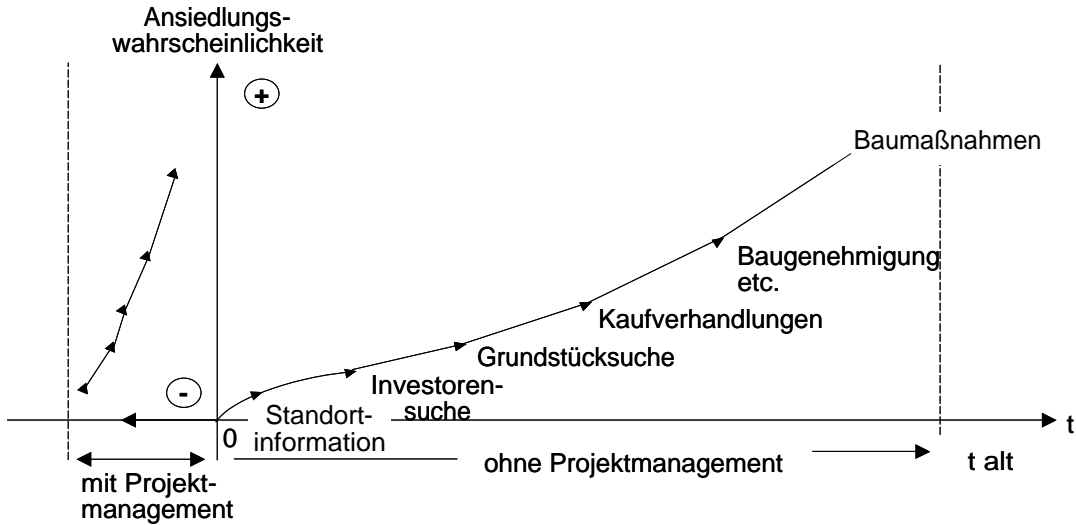 Ansiedlungs-
wahrscheinlichkeit
+
Baumaßnahmen
Baugenehmigung
etc.
Kaufverhandlungen
Grundstücksuche
Investoren-
suche
-
Standort-
information
0
t
mit Projekt-
management
ohne Projektmanagement
t alt